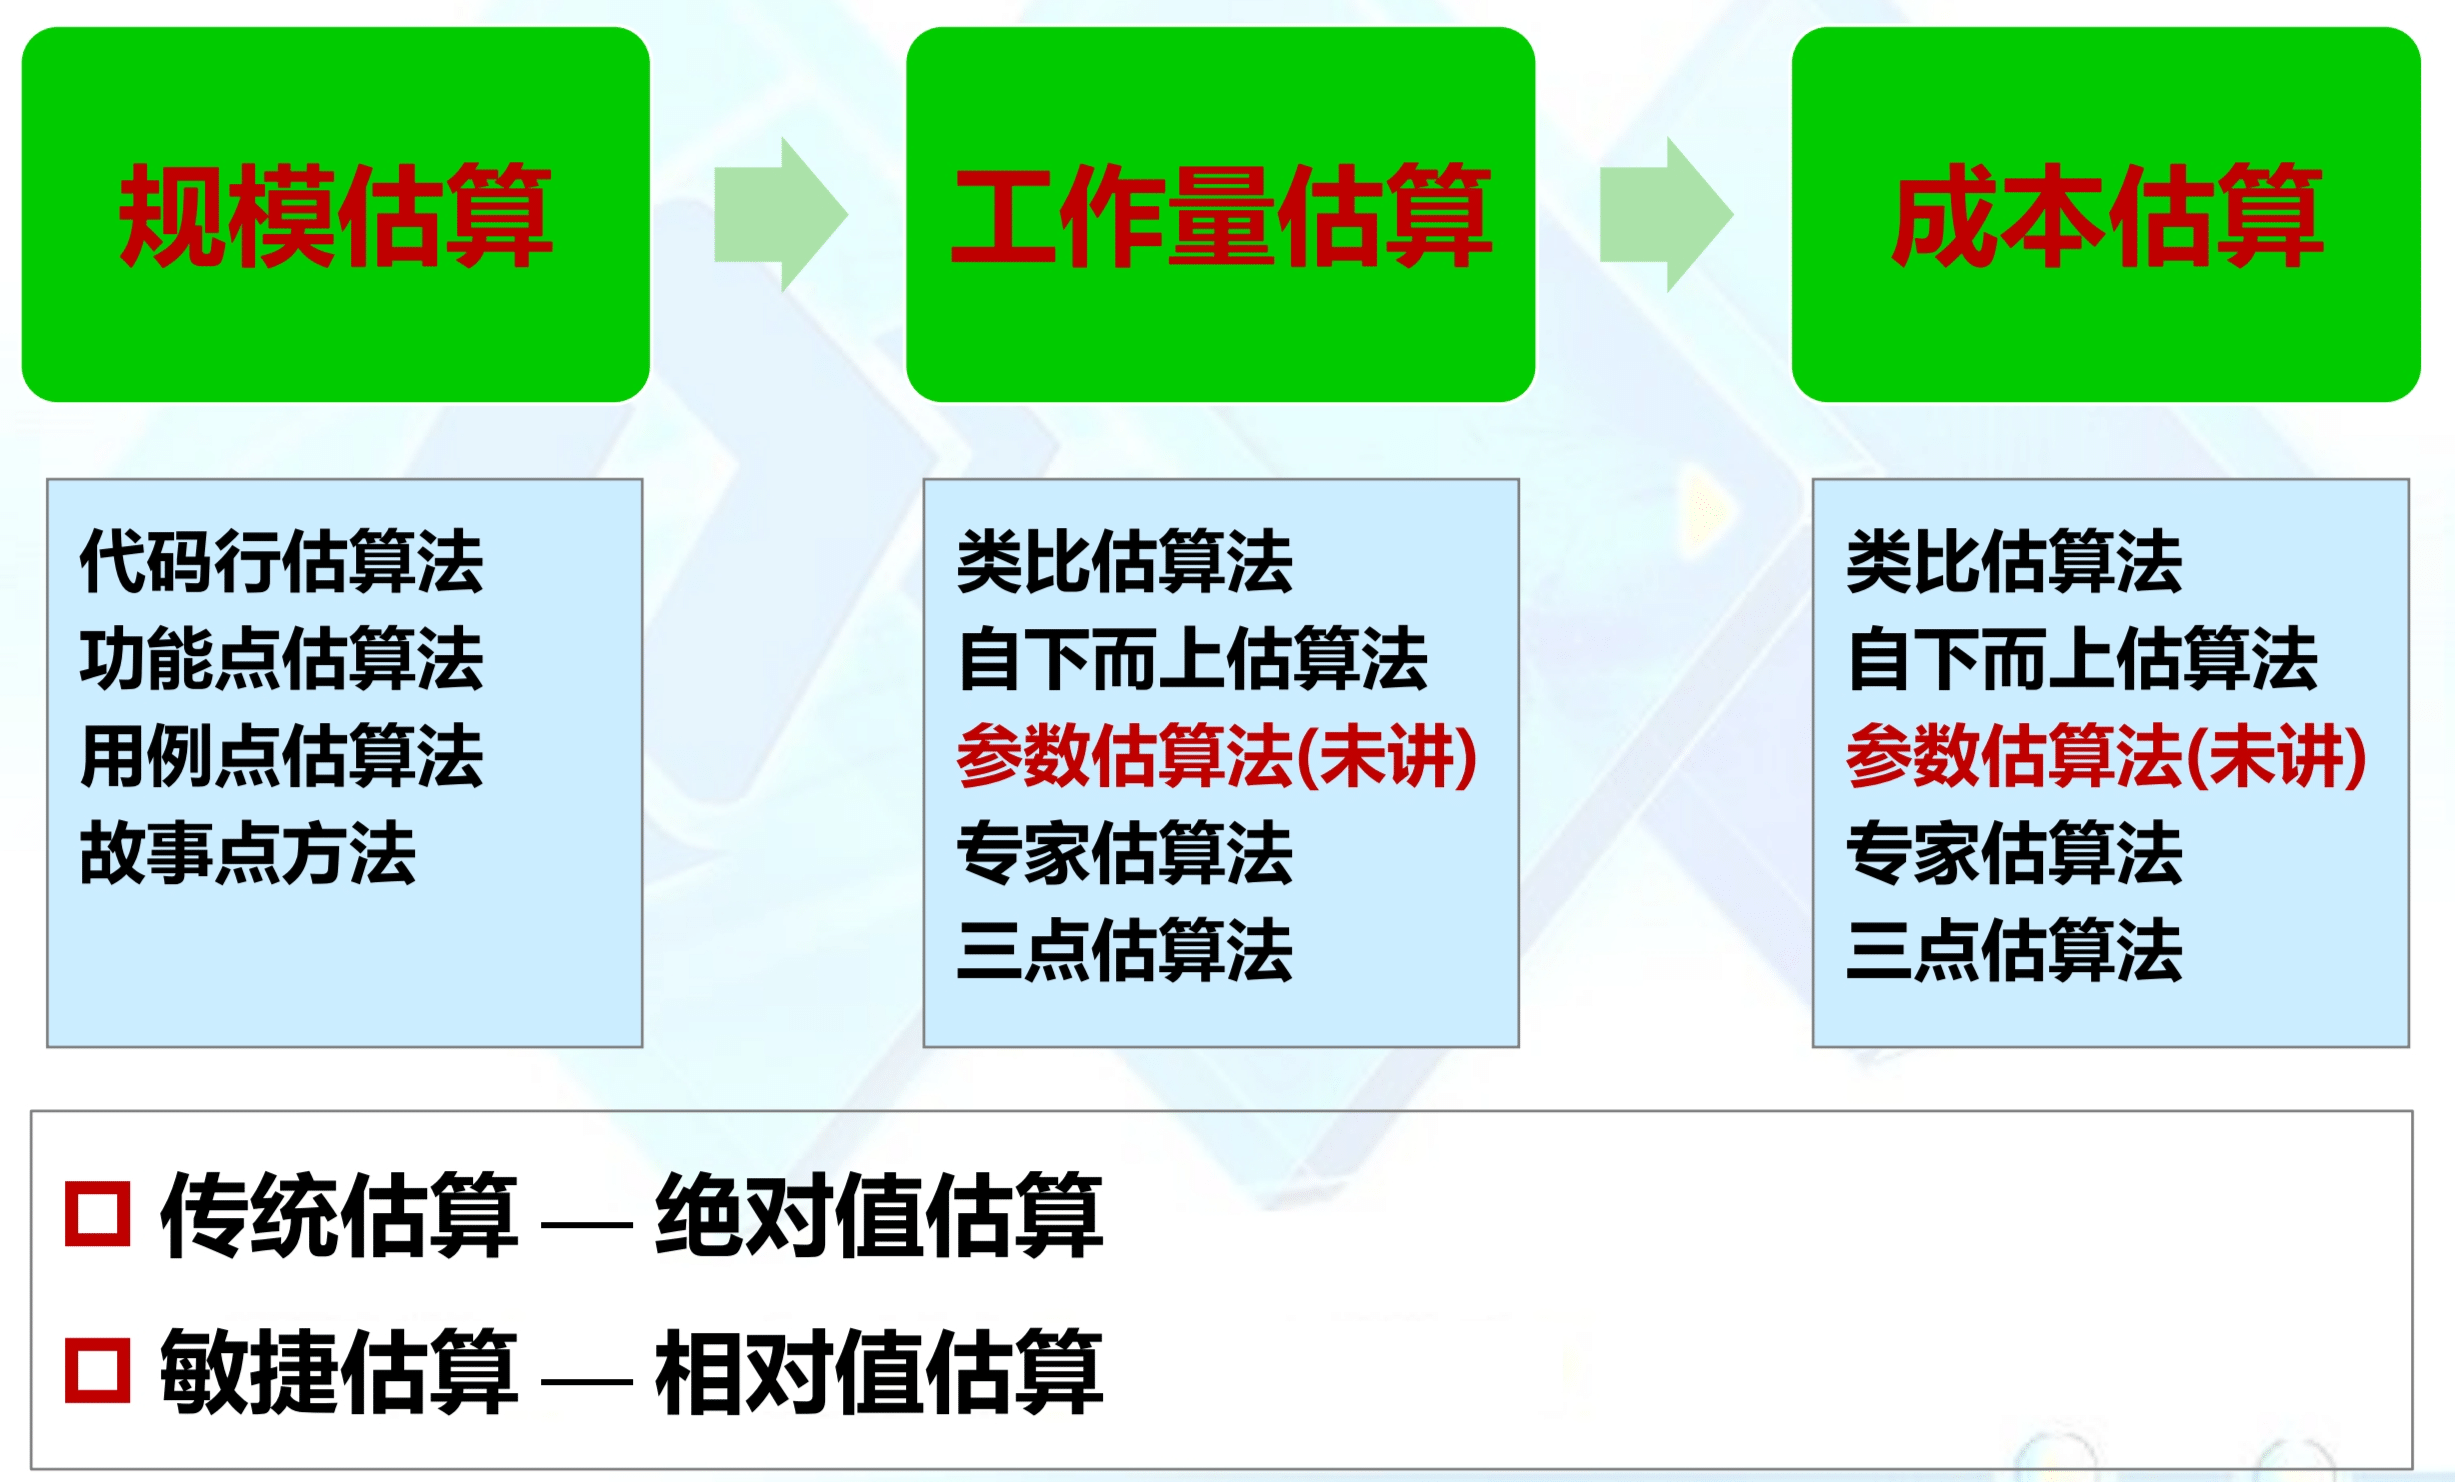 规模估算
工作量估算
成本估算
代码行估算法
功能点估算法
用例点估算法
故事点方法
类比估算法
自下而上估算法
参数估算法(未讲)
专家估算法
三点估算法
类比估算法
自下而上估算法
参数估算法(未讲)
专家估算法
三点估算法
传统估算 — 绝对值估算
敏捷估算 — 相对值估算